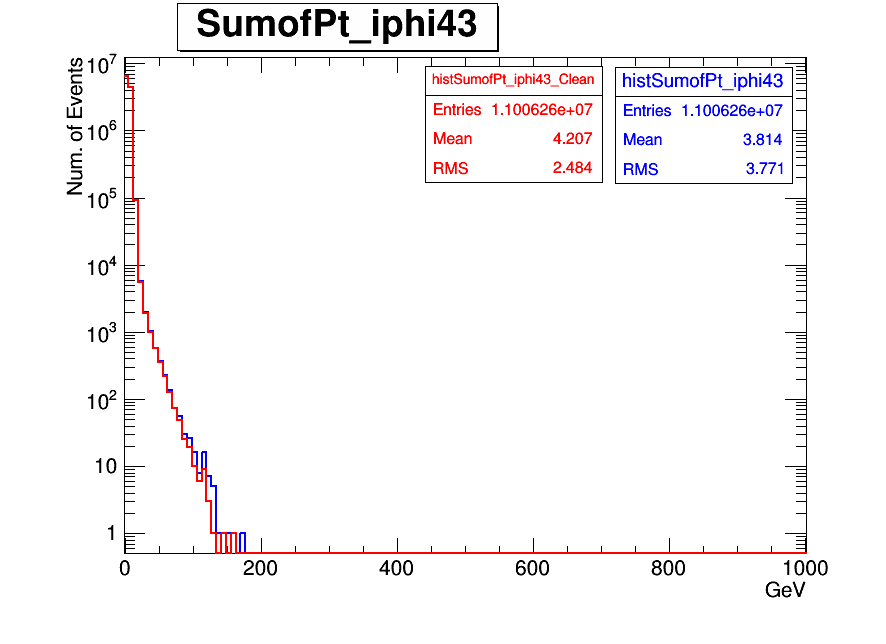 SumofPt_iphi43
Num. of Events
histSumofPt_iphi43_Clean
Entries 1.100626e+07
Mean 4.207
RMS 2.484
histSumofPt_iphi43
Entries 1.100626e+07
Mean 3.814
RMS 3.771
10^7
10^6
10^5
10^4
10^3
10^2
10
1
0 200 400 600 800 1000
GeV